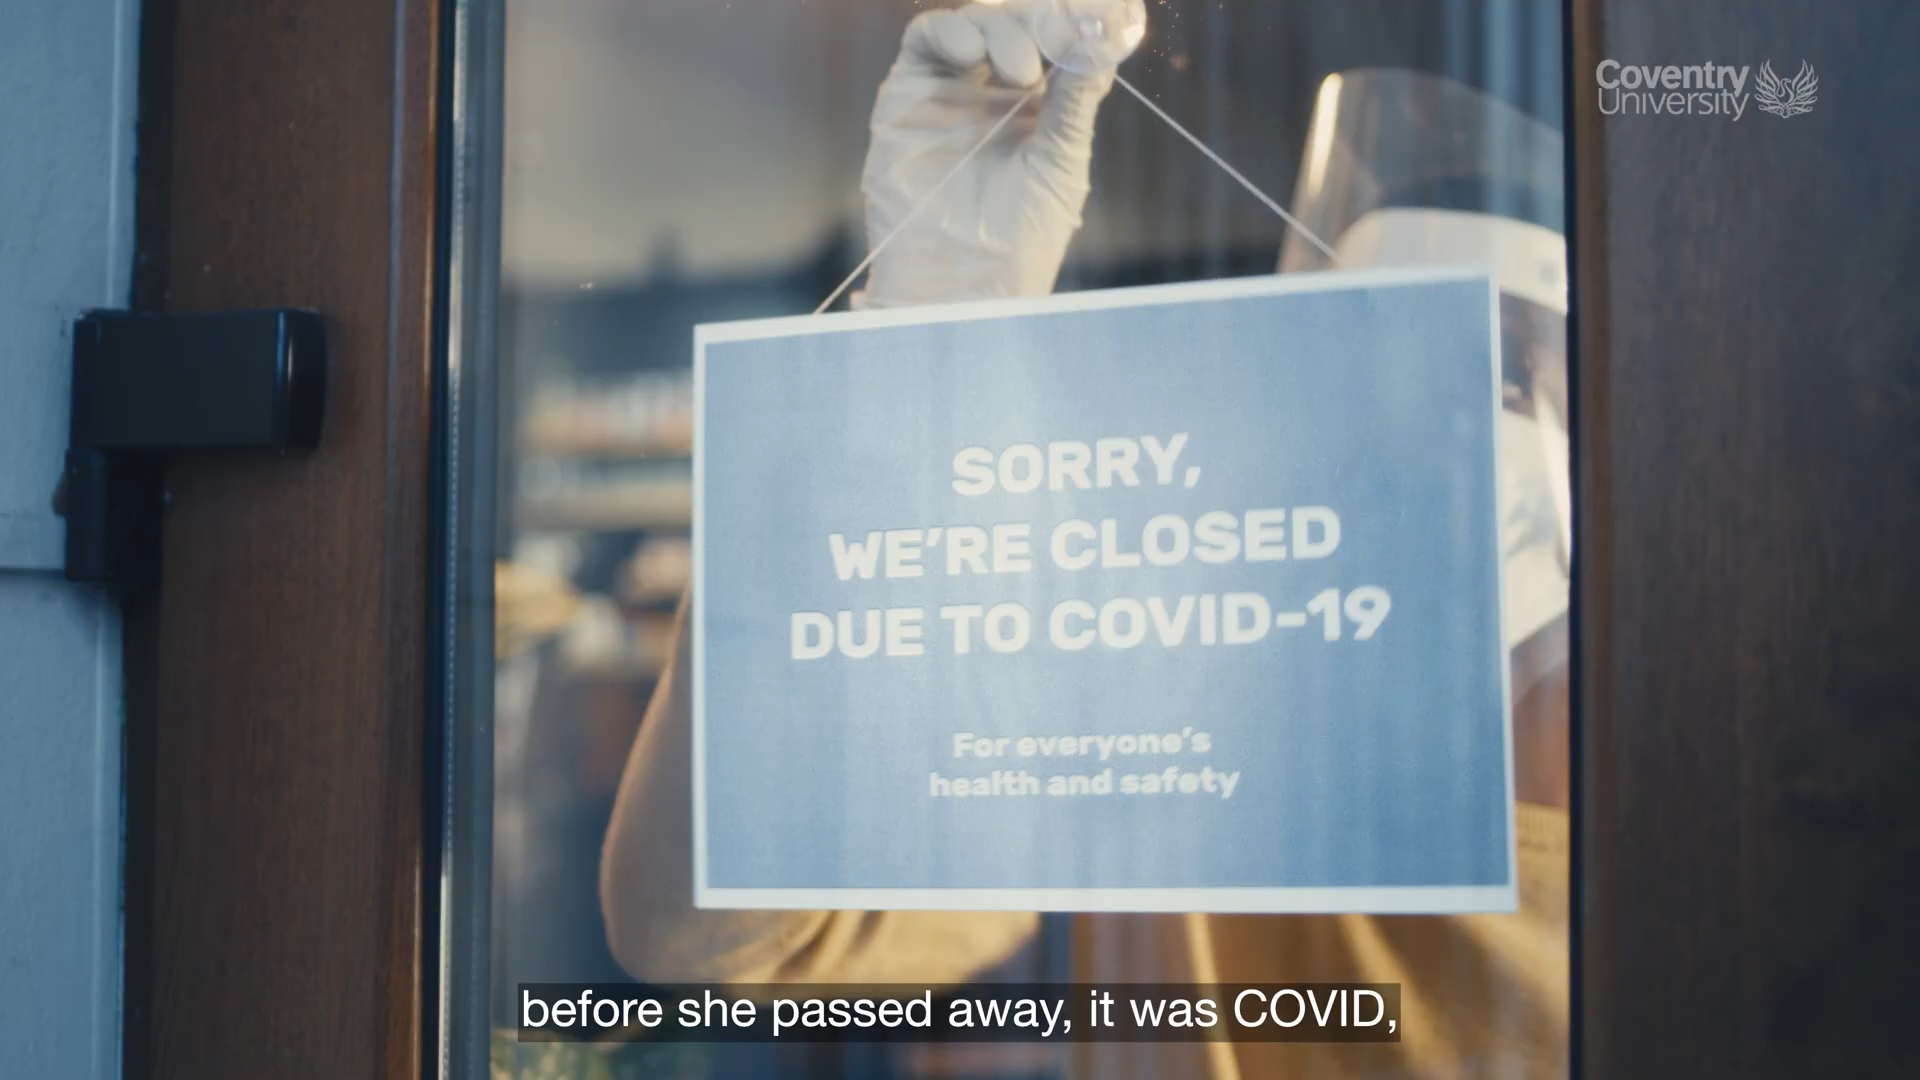 Coventry
University
SORRY,
WE'RE CLOSED
DUE TO COVID-19
For everyone's
health and safety
before she passed away, it was COVID,